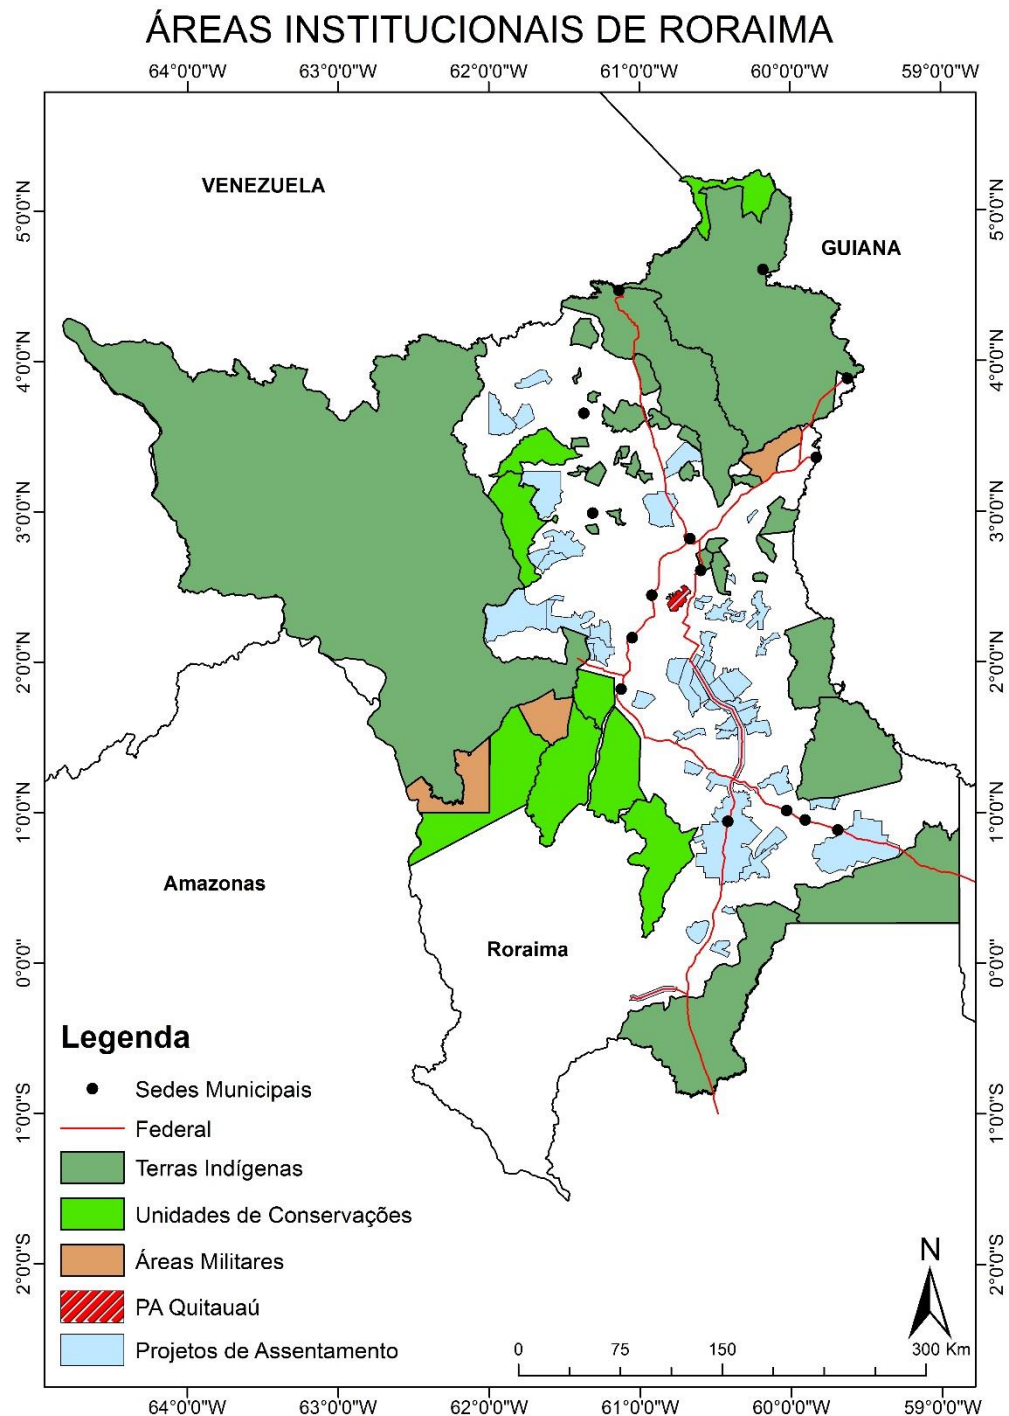 ÁREAS INSTITUCIONAIS DE RORAIMA
64°0'0"W 63°0'0"W 62°0'0"W 61°0'0"W 60°0'0"W 59°0'0"W
VENEZUELA
5°0'0"N 5°0'0"N
GUIANA
4°0'0"N 4°0'0"N
3°0'0"N 3°0'0"N
2°0'0"N 2°0'0"N
1°0'0"N 1°0'0"N
Amazonas
Roraima
0°0'0" 0°0'0"
Legenda
Sedes Municipais
1°0'0"S 1°0'0"S
Federal
Terras Indígenas
Unidades de Conservações
Áreas Militares
2°0'0"S 2°0'0"S
N
PA Quitauaú
Projetos de Assentamento
0 75 150 300 Km
64°0'0"W 63°0'0"W 62°0'0"W 61°0'0"W 60°0'0"W 59°0'0"W